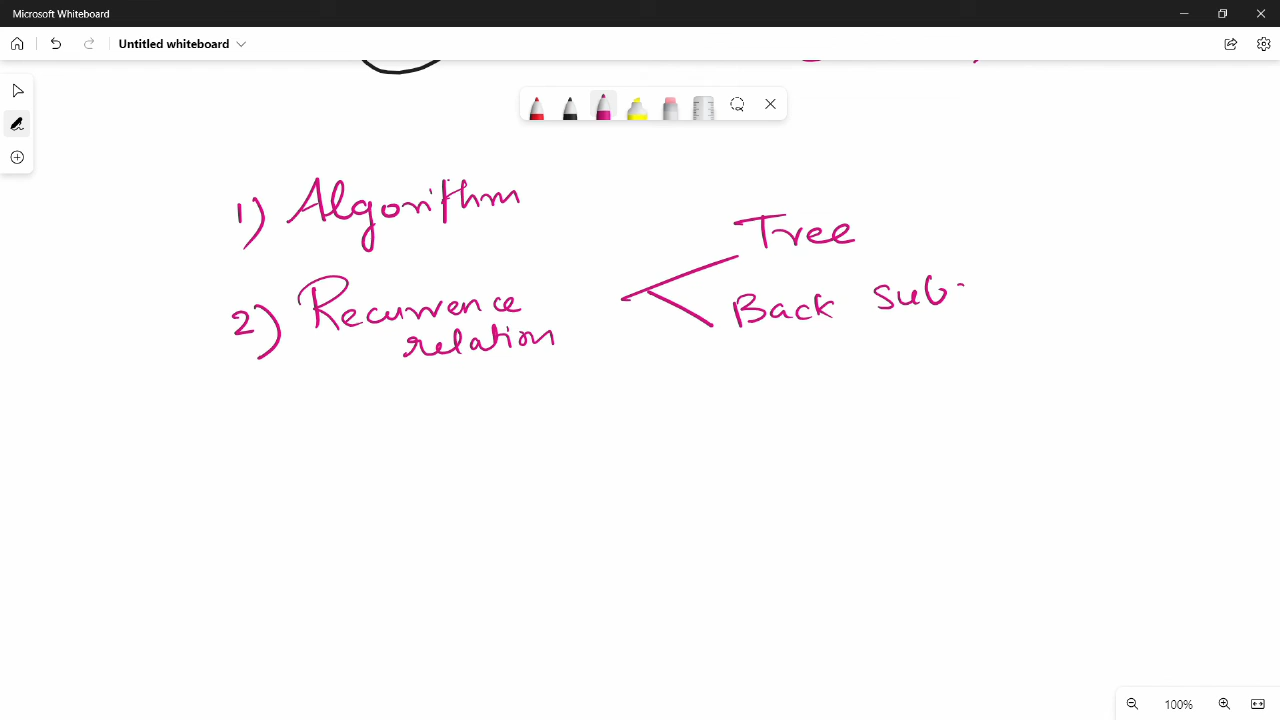 Microsoft Whiteboard
Untitled whiteboard
1) Algorithm
Tree
2) Recurrence
relation
Back sub-
100%